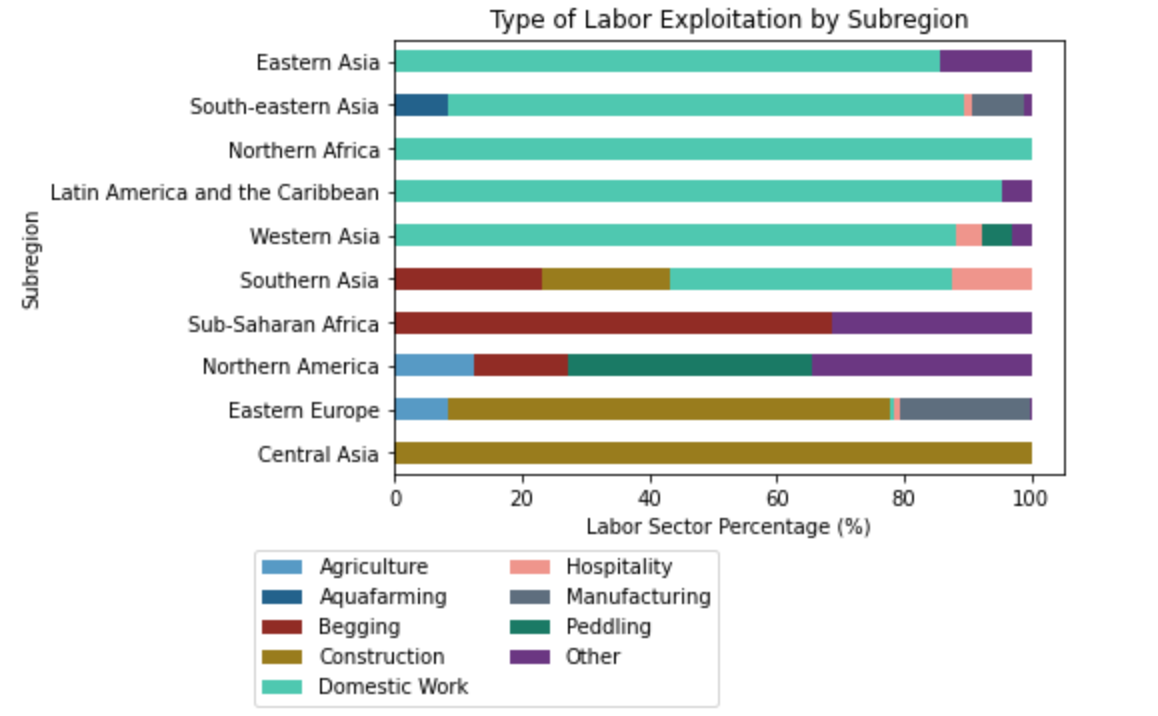 Type of Labor Exploitation by Subregion
Subregion
Eastern Asia
South-eastern Asia
Northern Africa
Latin America and the Caribbean
Western Asia
Southern Asia
Sub-Saharan Africa
Northern America
Eastern Europe
Central Asia
0 20 40 60 80 100
Labor Sector Percentage (%)
Agriculture
Aquafarming
Begging
Construction
Domestic Work
Hospitality
Manufacturing
Peddling
Other